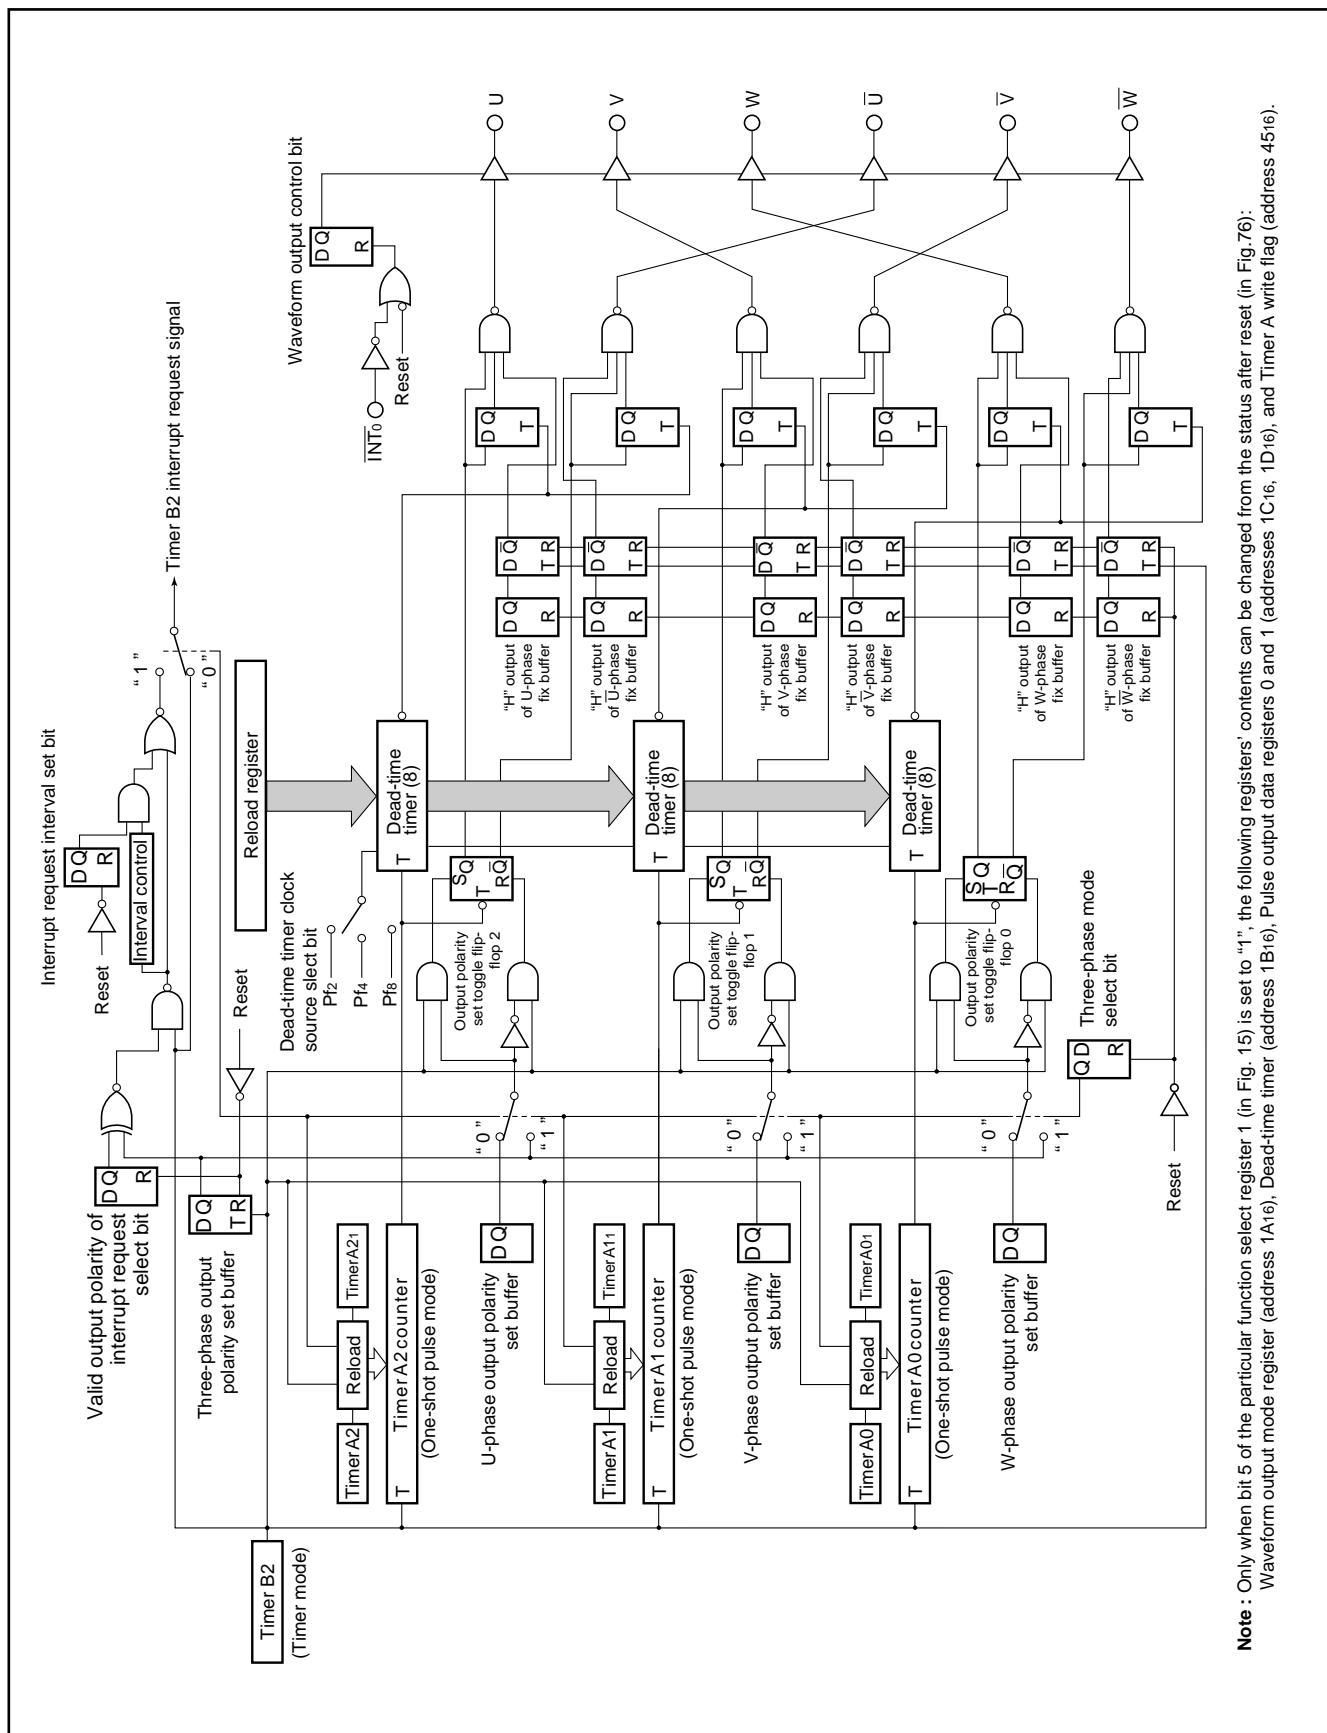 Interrupt request interval set bit
Reset
D Q
R
Interval control
“ 1 ”
“ 0 ”
Timer B2 interrupt request signal
Valid output polarity of
interrupt request
select bit
D Q
R
Three-phase output
polarity set buffer
D Q
T R
Reset
Timer B2
(Timer mode)
Reload register
Dead-time timer clock
source slect bit
Pf2
Pf4
Pf8
Waveform output control bit
D Q
R
INT0
Reset
Timer A2
Reload
Timer A21
T
Timer A2 counter
(One-shot pulse mode)
U-phase output polarity
set buffer
D Q
“ 0 ”
“ 1 ”
Output polarity
set toggle flip-
flop 2
S Q
T
R Q̅
T
Dead-time
timer (8)
“H” output
of U-phase
fix buffer
D Q
R
D Q̅
T R
“H” output
of U̅-phase
fix buffer
D Q
R
D Q̅
T R
D Q
T
D Q
T
Timer A1
Reload
Timer A11
T
Timer A1 counter
(One-shot pulse mode)
V-phase output polarity
set buffer
D Q
“ 0 ”
“ 1 ”
Output polarity
set toggle flip-
flop 1
S Q
T
R Q̅
T
Dead-time
timer (8)
“H” output
of V-phase
fix buffer
D Q
R
D Q̅
T R
“H” output
of V̅-phase
fix buffer
D Q
R
D Q̅
T R
D Q
T
D Q
T
Timer A0
Reload
Timer A01
T
Timer A0 counter
(One-shot pulse mode)
W-phase output polarity
set buffer
D Q
“ 0 ”
“ 1 ”
Output polarity
set toggle flip-
flop 0
S Q
T
R Q̅
T
Dead-time
timer (8)
“H” output
of W-phase
fix buffer
D Q
R
D Q̅
T R
“H” output
of W̅-phase
fix buffer
D Q
R
D Q̅
T R
D Q
T
D Q
T
Three-phase mode
select bit
Q D
R
Reset
U
V
W
U̅
V̅
W̅
Note : Only when bit 5 of the particular function select register 1 (in Fig. 15) is set to “1”, the following registers’ contents can be changed from the status after reset (in Fig.76):
Waveform output mode register (address 1A16), Dead-time timer (address 1B16), Pulse output data registers 0 and 1 (addresses 1C16, 1D16), and Timer A write flag (address 4516).